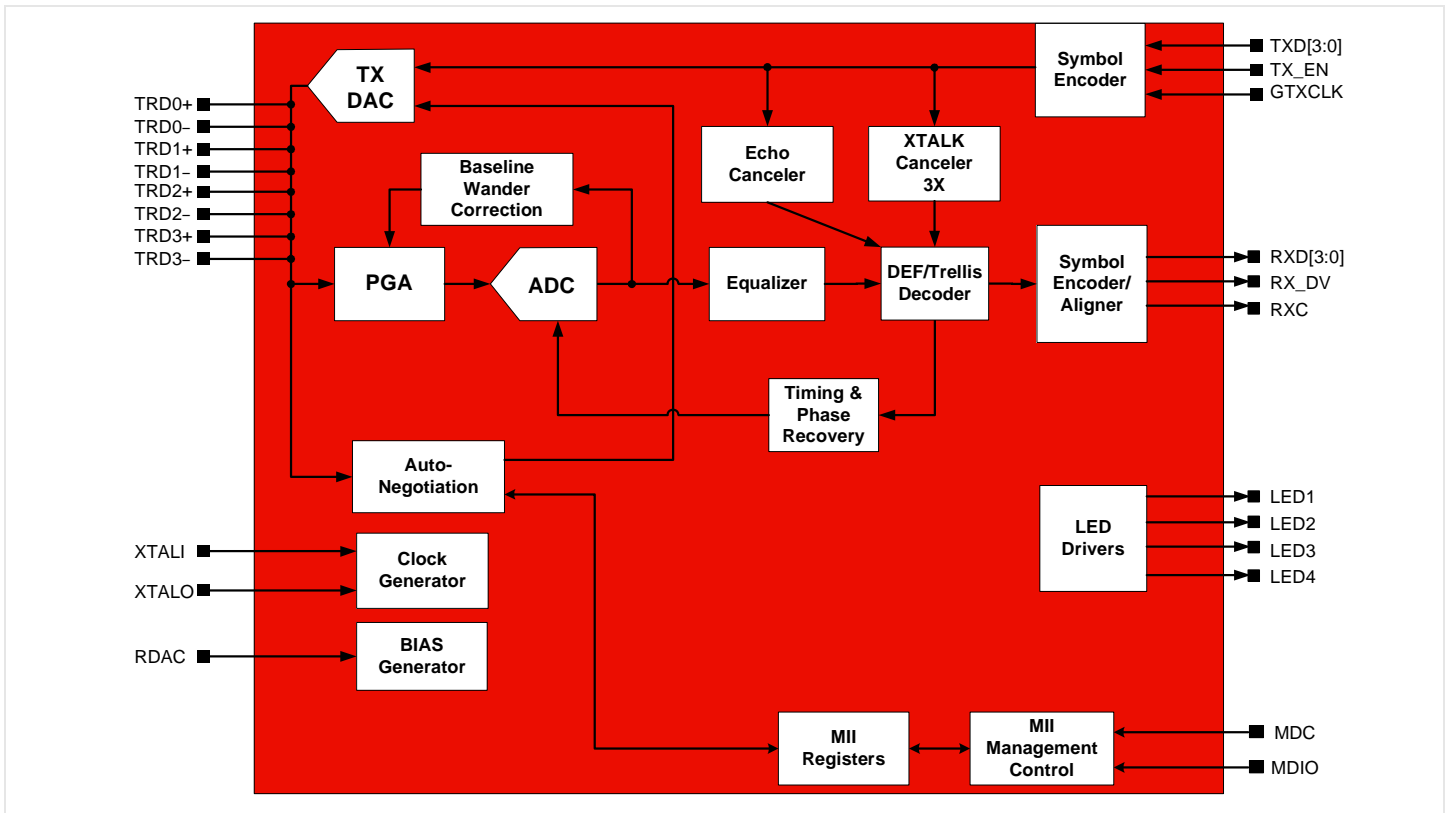 TX
DAC
Symbol
Encoder
TXD[3:0]
TX_EN
GTXCLK
TRD0+
TRD0–
TRD1+
TRD1–
TRD2+
TRD2–
TRD3+
TRD3–
Baseline
Wander
Correction
Echo
Canceler
XTALK
Canceler
3X
PGA
ADC
Equalizer
DEF/Trellis
Decoder
Symbol
Encoder/
Aligner
RXD[3:0]
RX_DV
RXC
Timing &
Phase
Recovery
Auto-
Negotiation
LED
Drivers
LED1
LED2
LED3
LED4
XTALI
XTALO
Clock
Generator
RDAC
BIAS
Generator
MII
Registers
MII
Management
Control
MDC
MDIO